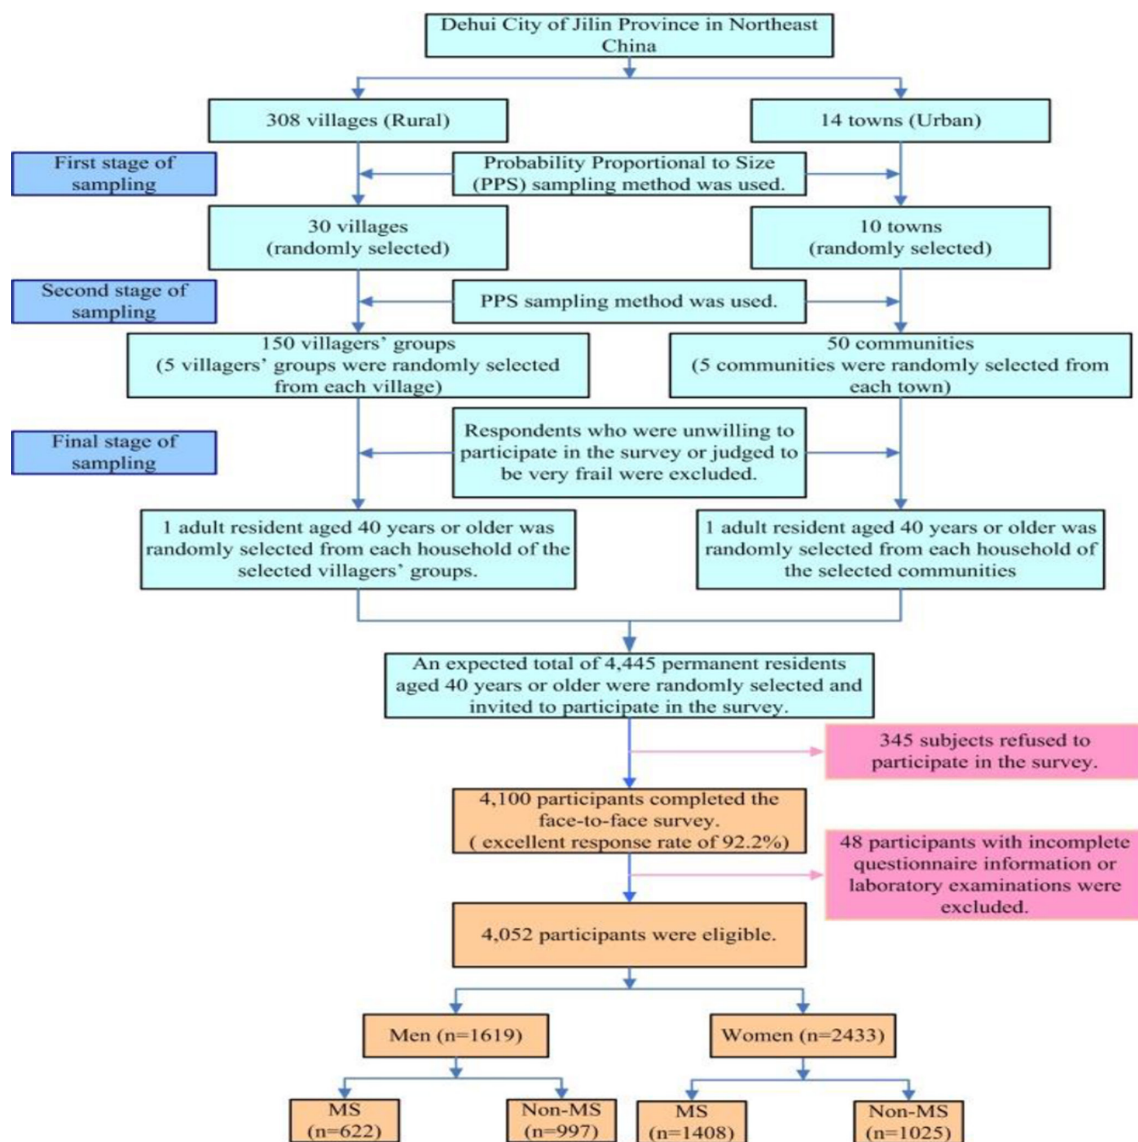 Dehui City of Jilin Province in Northeast
China
308 villages (Rural)
14 towns (Urban)
First stage of
sampling
Probability Proportional to Size
(PPS) sampling method was used.
30 villages
(randomly selected)
10 towns
(randomly selected)
Second stage of
sampling
PPS sampling method was used.
150 villagers’ groups
(5 villagers’ groups were randomly selected
from each village)
50 communities
(5 communities were randomly selected from
each town)
Final stage of
sampling
Respondents who were unwilling to
participate in the survey or judged to
be very frail were excluded.
1 adult resident aged 40 years or older was
randomly selected from each household of the
selected villagers’ groups.
1 adult resident aged 40 years or older was
randomly selected from each household of
the selected communities
An expected total of 4,445 permanent residents
aged 40 years or older were randomly selected and
invited to participate in the survey.
345 subjects refused to
participate in the survey.
4,100 participants completed the
face-to-face survey.
( excellent response rate of 92.2%)
48 participants with incomplete
questionnaire information or
laboratory examinations were
excluded.
4,052 participants were eligible.
Men (n=1619)
Women (n=2433)
MS
(n=622)
Non-MS
(n=997)
MS
(n=1408)
Non-MS
(n=1025)